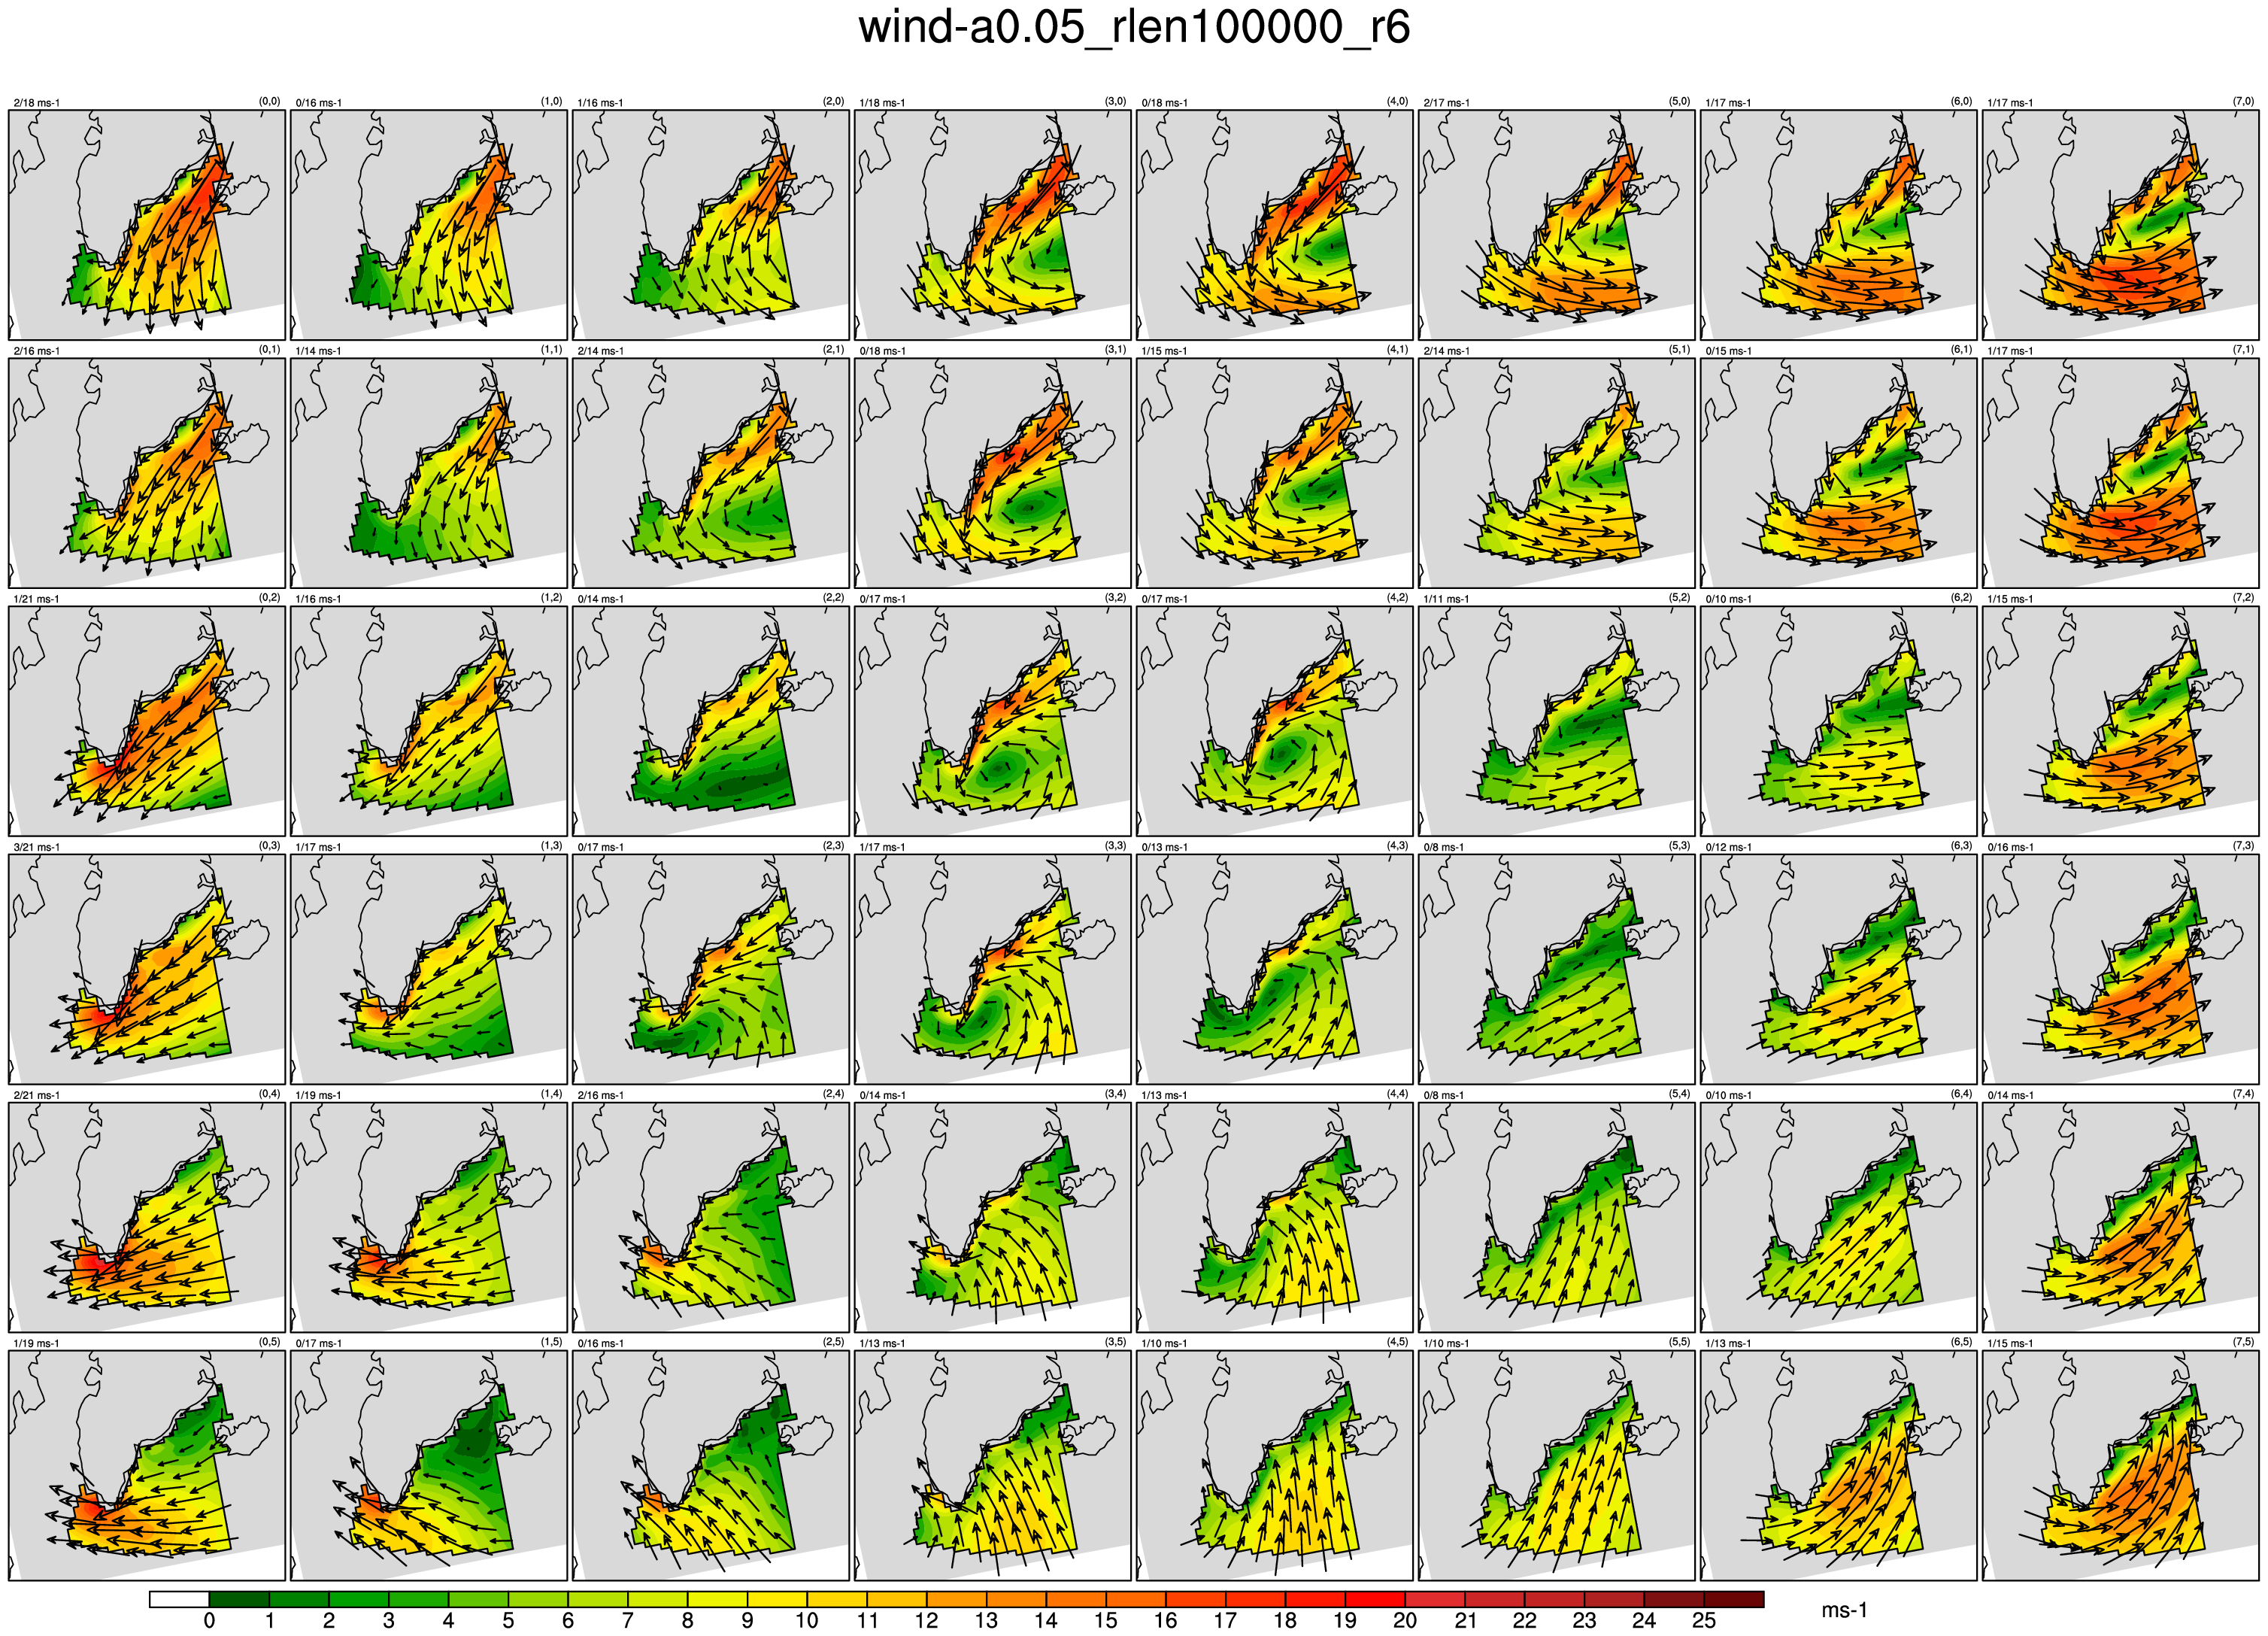 wind-a0.05_rlen100000_r6
2/18 ms-1 (0,0) 0/16 ms-1 (1,0) 1/16 ms-1 (2,0) 1/18 ms-1 (3,0) 0/18 ms-1 (4,0) 2/17 ms-1 (5,0) 1/17 ms-1 (6,0) 1/17 ms-1 (7,0)
2/16 ms-1 (0,1) 1/14 ms-1 (1,1) 2/14 ms-1 (2,1) 0/18 ms-1 (3,1) 1/15 ms-1 (4,1) 2/14 ms-1 (5,1) 0/15 ms-1 (6,1) 1/17 ms-1 (7,1)
1/21 ms-1 (0,2) 1/16 ms-1 (1,2) 0/14 ms-1 (2,2) 0/17 ms-1 (3,2) 0/17 ms-1 (4,2) 1/11 ms-1 (5,2) 0/10 ms-1 (6,2) 1/15 ms-1 (7,2)
3/21 ms-1 (0,3) 1/17 ms-1 (1,3) 0/17 ms-1 (2,3) 1/17 ms-1 (3,3) 0/13 ms-1 (4,3) 0/8 ms-1 (5,3) 0/12 ms-1 (6,3) 0/16 ms-1 (7,3)
2/21 ms-1 (0,4) 1/19 ms-1 (1,4) 2/16 ms-1 (2,4) 0/14 ms-1 (3,4) 1/13 ms-1 (4,4) 0/8 ms-1 (5,4) 0/10 ms-1 (6,4) 0/14 ms-1 (7,4)
1/19 ms-1 (0,5) 0/17 ms-1 (1,5) 0/16 ms-1 (2,5) 1/13 ms-1 (3,5) 1/10 ms-1 (4,5) 1/10 ms-1 (5,5) 1/13 ms-1 (6,5) 1/15 ms-1 (7,5)
0 1 2 3 4 5 6 7 8 9 10 11 12 13 14 15 16 17 18 19 20 21 22 23 24 25 ms-1